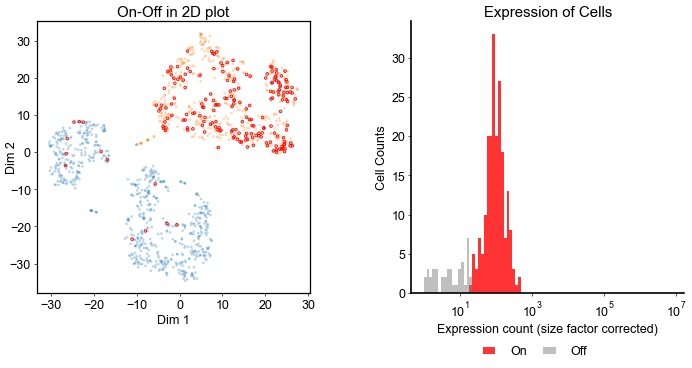 On-Off in 2D plot
30
20
10
0
−10
−20
−30
Dim 2
−30 −20 −10 0 10 20 30
Dim 1
Expression of Cells
30
25
20
15
10
5
0
Cell Counts
10^1 10^3 10^5 10^7
Expression count (size factor corrected)
On Off